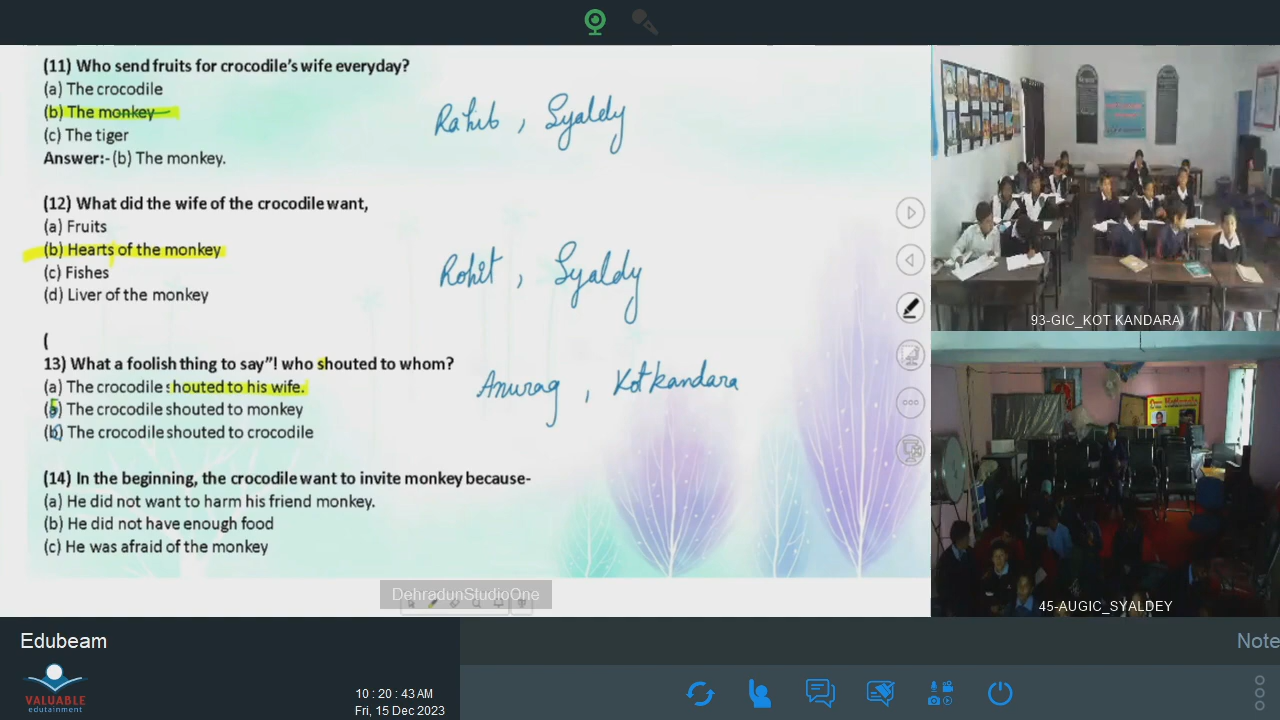 (11) Who send fruits for crocodile's wife everyday?
(a) The crocodile
(b) The monkey
(c) The tiger
Answer:- (b) The monkey.
Rahib, Syaldy
(12) What did the wife of the crocodile want,
(a) Fruits
(b) Hearts of the monkey
(c) Fishes
(d) Liver of the monkey
Rohit, Syaldy
(
13) What a foolish thing to say"! who shouted to whom?
(a) The crocodile shouted to his wife.
The crocodile shouted to monkey
The crocodile shouted to crocodile
Anurag, Kotkandara
(14) In the beginning, the crocodile want to invite monkey because-
(a) He did not want to harm his friend monkey.
(b) He did not have enough food
(c) He was afraid of the monkey
DehradunStudioOne
93-GIC_KOT KANDARA
45-AUGIC_SYALDEY
Edubeam
VALUABLE
edutainment
10 : 20 : 43 AM
Fri, 15 Dec 2023
Note